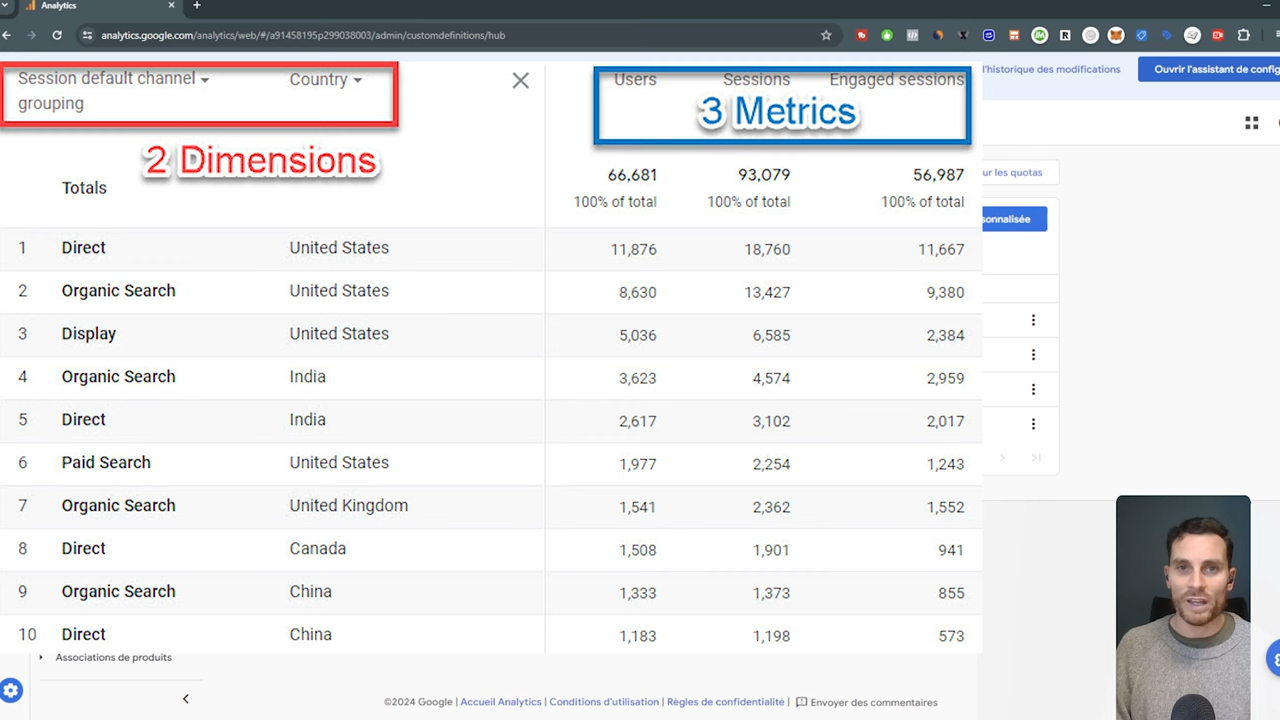 Analytics
analytics.google.com/analytics/web/#/a91458195p299038003/admin/customdefinitions/hub
Session default channel
grouping
Country
Users
Sessions
Engaged sessions
3 Metrics
2 Dimensions
l'historique des modifications
Ouvrir l'assistant de config
ur les quotas
sonnalisée
Totals
66,681
93,079
56,987
100% of total
100% of total
100% of total
1 Direct United States 11,876 18,760 11,667
2 Organic Search United States 8,630 13,427 9,380
3 Display United States 5,036 6,585 2,384
4 Organic Search India 3,623 4,574 2,959
5 Direct India 2,617 3,102 2,017
6 Paid Search United States 1,977 2,254 1,243
7 Organic Search United Kingdom 1,541 2,362 1,552
8 Direct Canada 1,508 1,901 941
9 Organic Search China 1,333 1,373 855
10 Direct China 1,183 1,198 573
Associations de produits
©2024 Google | Accueil Analytics | Conditions d'utilisation | Règles de confidentialité | Envoyer des commentaires